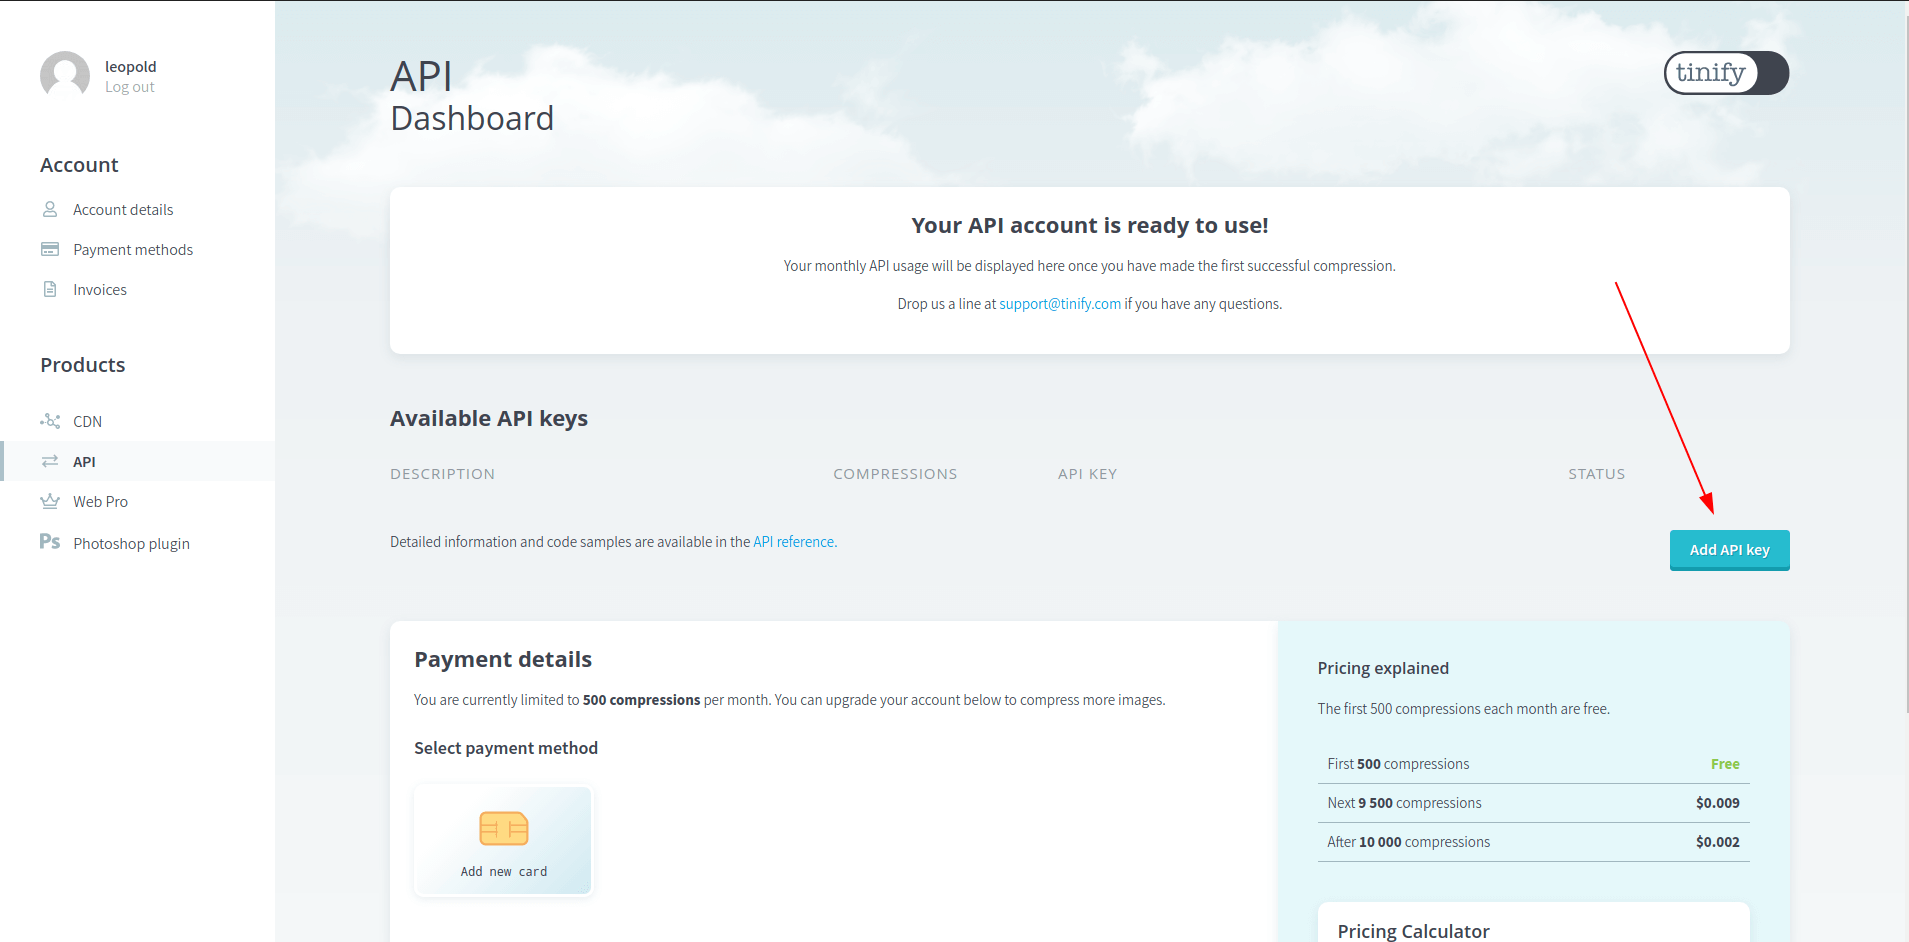 leopold
Log out
Account
Account details
Payment methods
Invoices
Products
CDN
API
Web Pro
Ps Photoshop plugin
API
Dashboard
tinify
Your API account is ready to use!
Your monthly API usage will be displayed here once you have made the first successful compression.
Drop us a line at support@tinify.com if you have any questions.
Available API keys
DESCRIPTION COMPRESSIONS API KEY STATUS
Detailed information and code samples are available in the API reference.
Add API key
Payment details
You are currently limited to 500 compressions per month. You can upgrade your account below to compress more images.
Select payment method
Add new card
Pricing explained
The first 500 compressions each month are free.
First 500 compressions Free
Next 9 500 compressions $0.009
After 10 000 compressions $0.002
Pricing Calculator